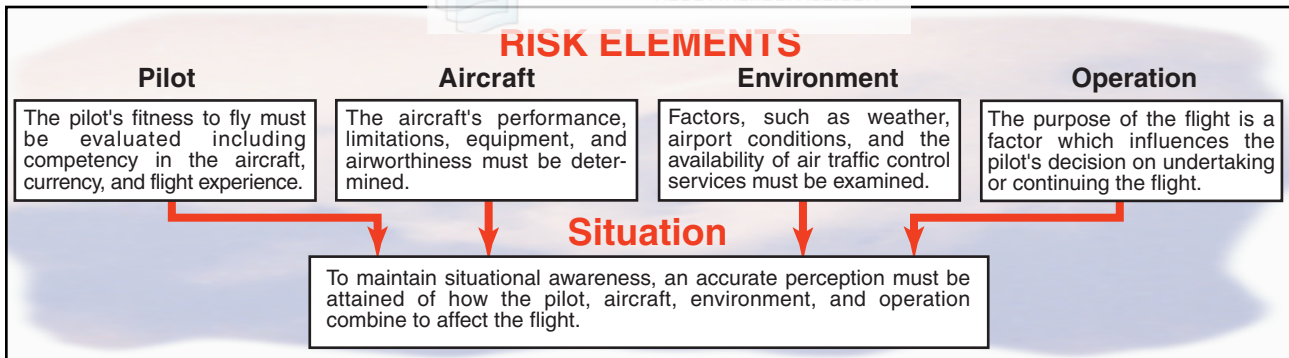 RISK ELEMENTS
Pilot
The pilot's fitness to fly must
be evaluated including
competency in the aircraft,
currency, and flight experience.
Aircraft
The aircraft's performance,
limitations, equipment, and
airworthiness must be deter-
mined.
Environment
Factors, such as weather,
airport conditions, and the
availability of air traffic control
services must be examined.
Operation
The purpose of the flight is a
factor which influences the
pilot's decision on undertaking
or continuing the flight.
Situation
To maintain situational awareness, an accurate perception must be
attained of how the pilot, aircraft, environment, and operation
combine to affect the flight.